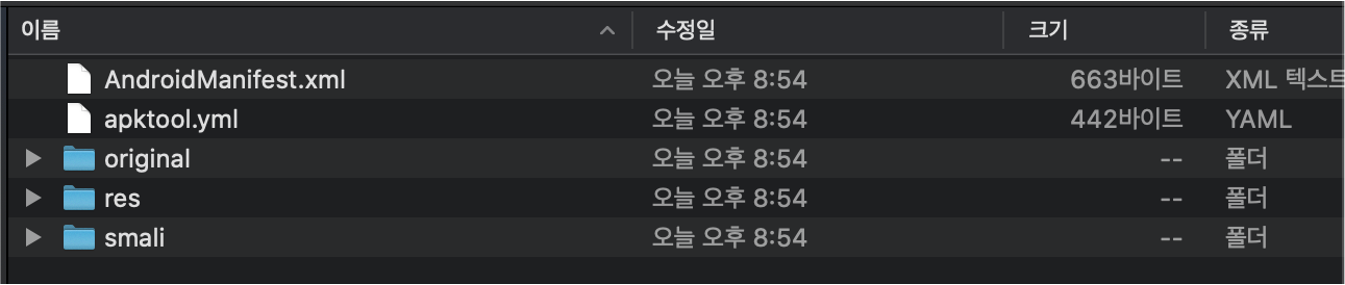 이름 수정일 크기 종류
AndroidManifest.xml 오늘 오후 8:54 663바이트 XML 텍스트
apktool.yml 오늘 오후 8:54 442바이트 YAML
original 오늘 오후 8:54 -- 폴더
res 오늘 오후 8:54 -- 폴더
smali 오늘 오후 8:54 -- 폴더